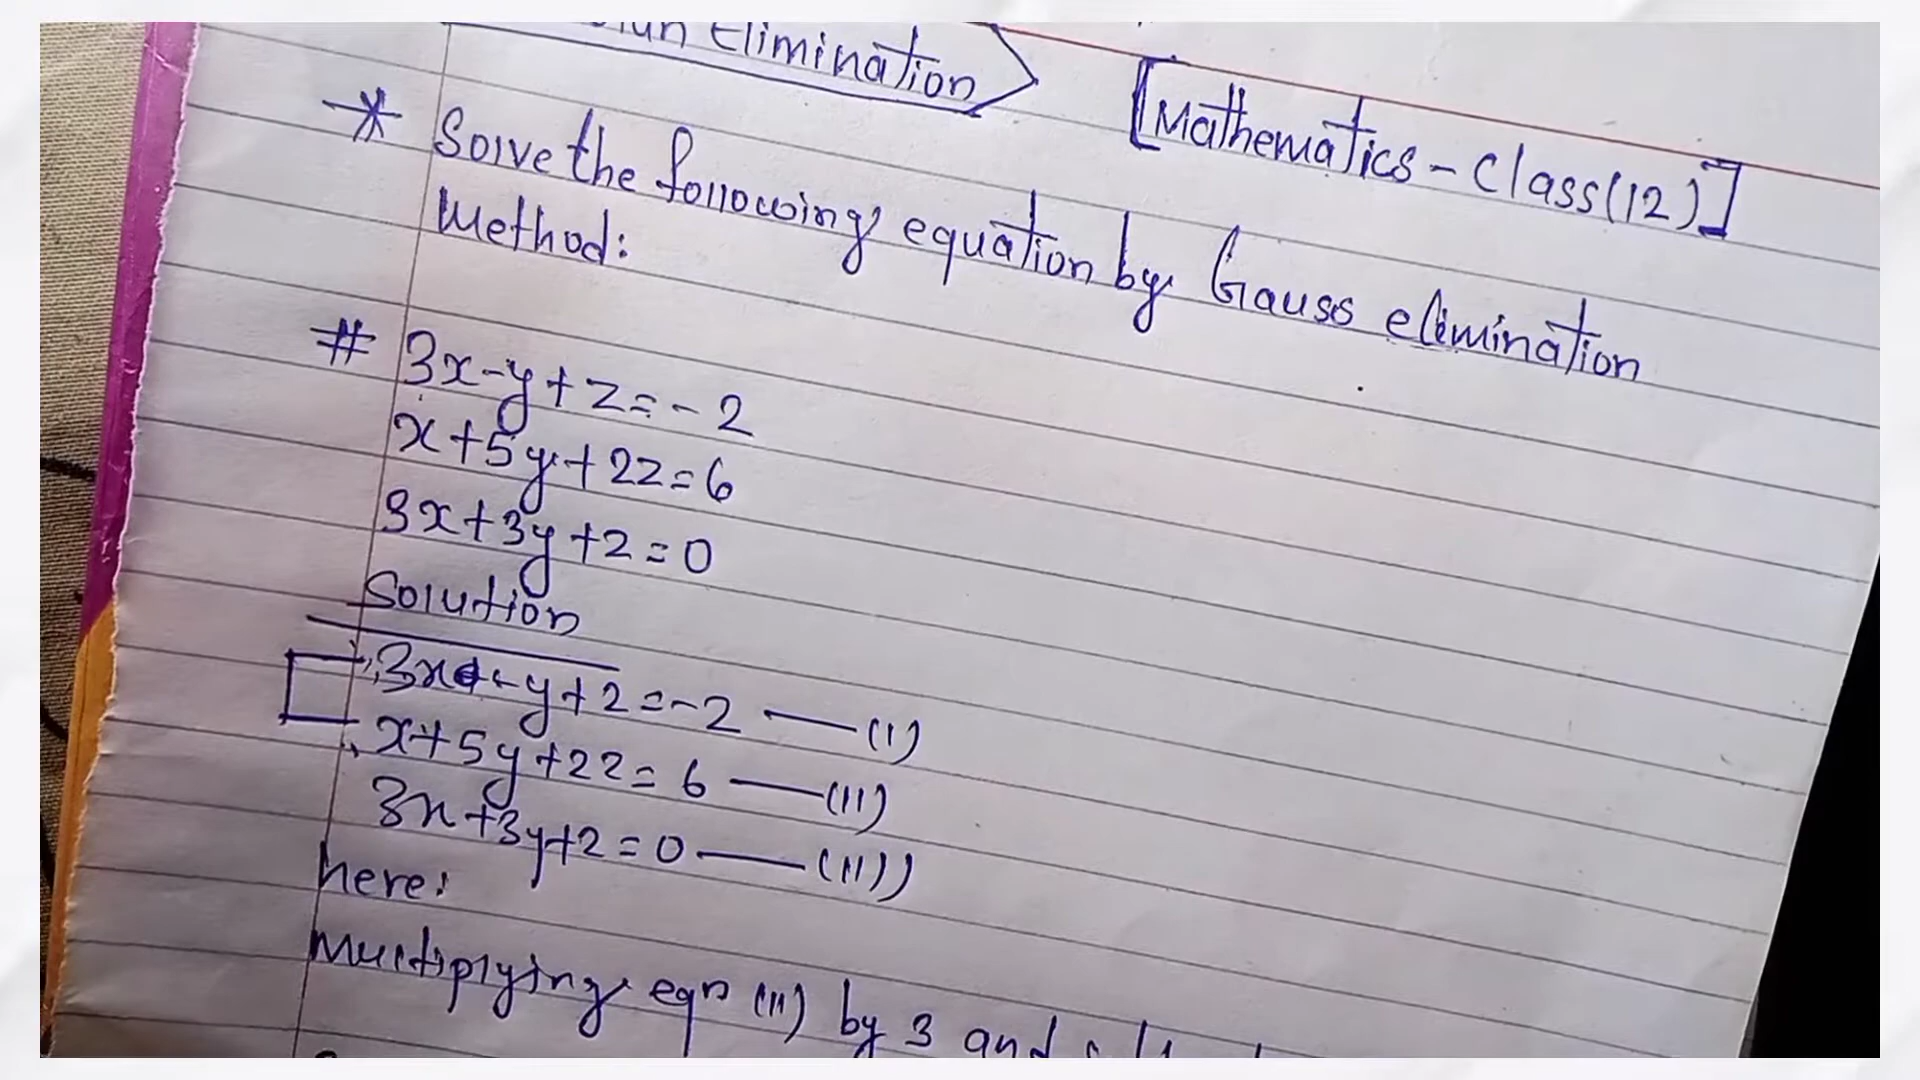 Elimination
[Mathematics - Class(12)]
* Solve the following equation by Gauss elimination
Method:
# 3x-y+z=-2
x+5y+2z=6
3x+3y+z=0
Solution
3x-y+z=-2 —(I)
x+5y+2z=6 —(II)
3x+3y+z=0 —(III)
here:
Multiplying eqn (II) by 3 and